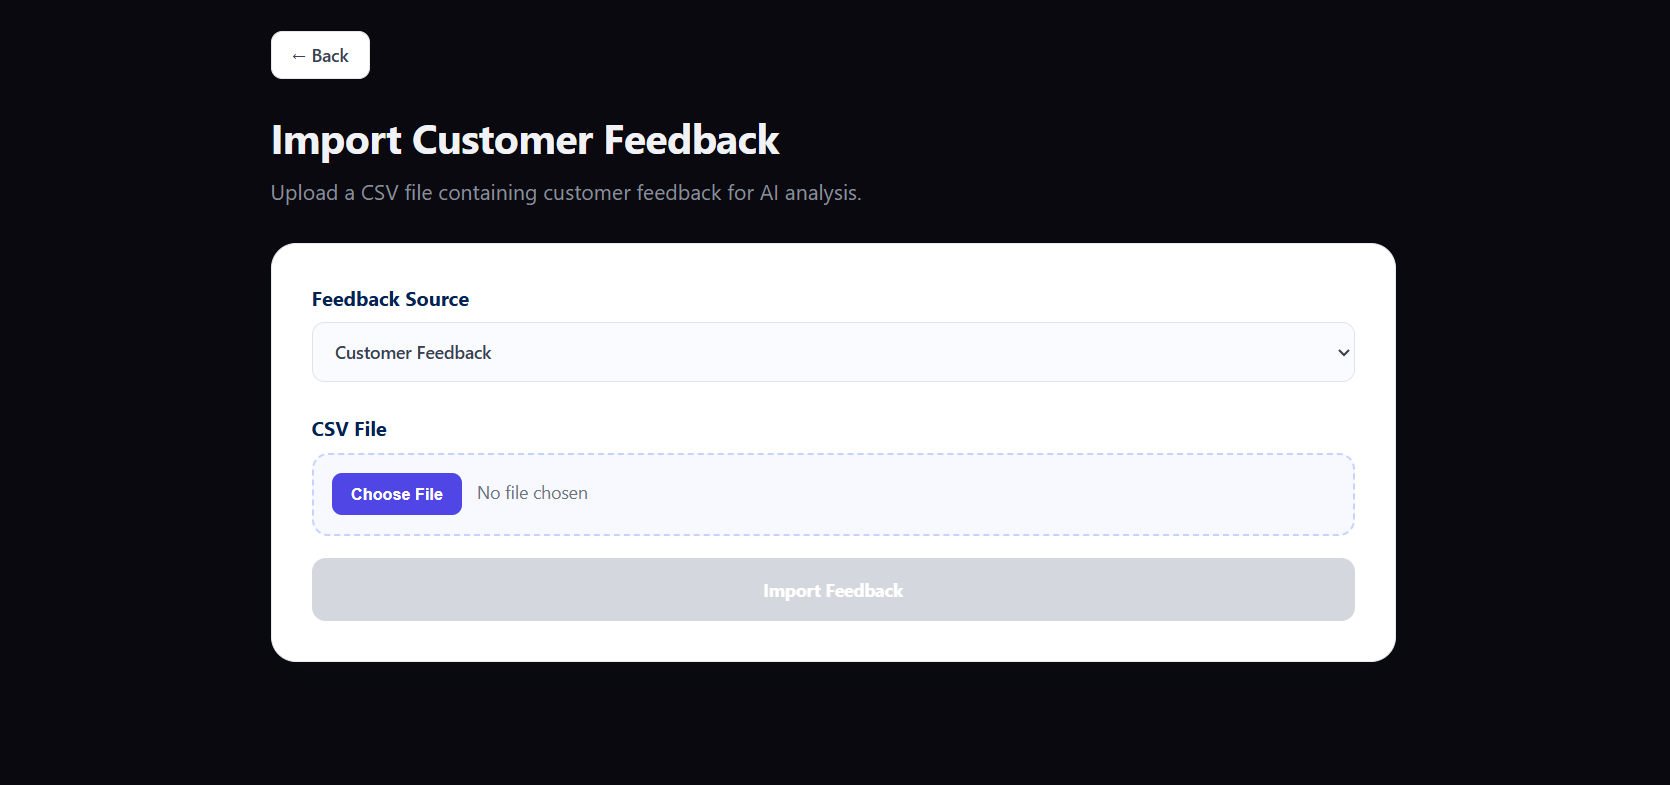 ← Back
Import Customer Feedback
Upload a CSV file containing customer feedback for AI analysis.
Feedback Source
Customer Feedback
CSV File
Choose File No file chosen
Import Feedback